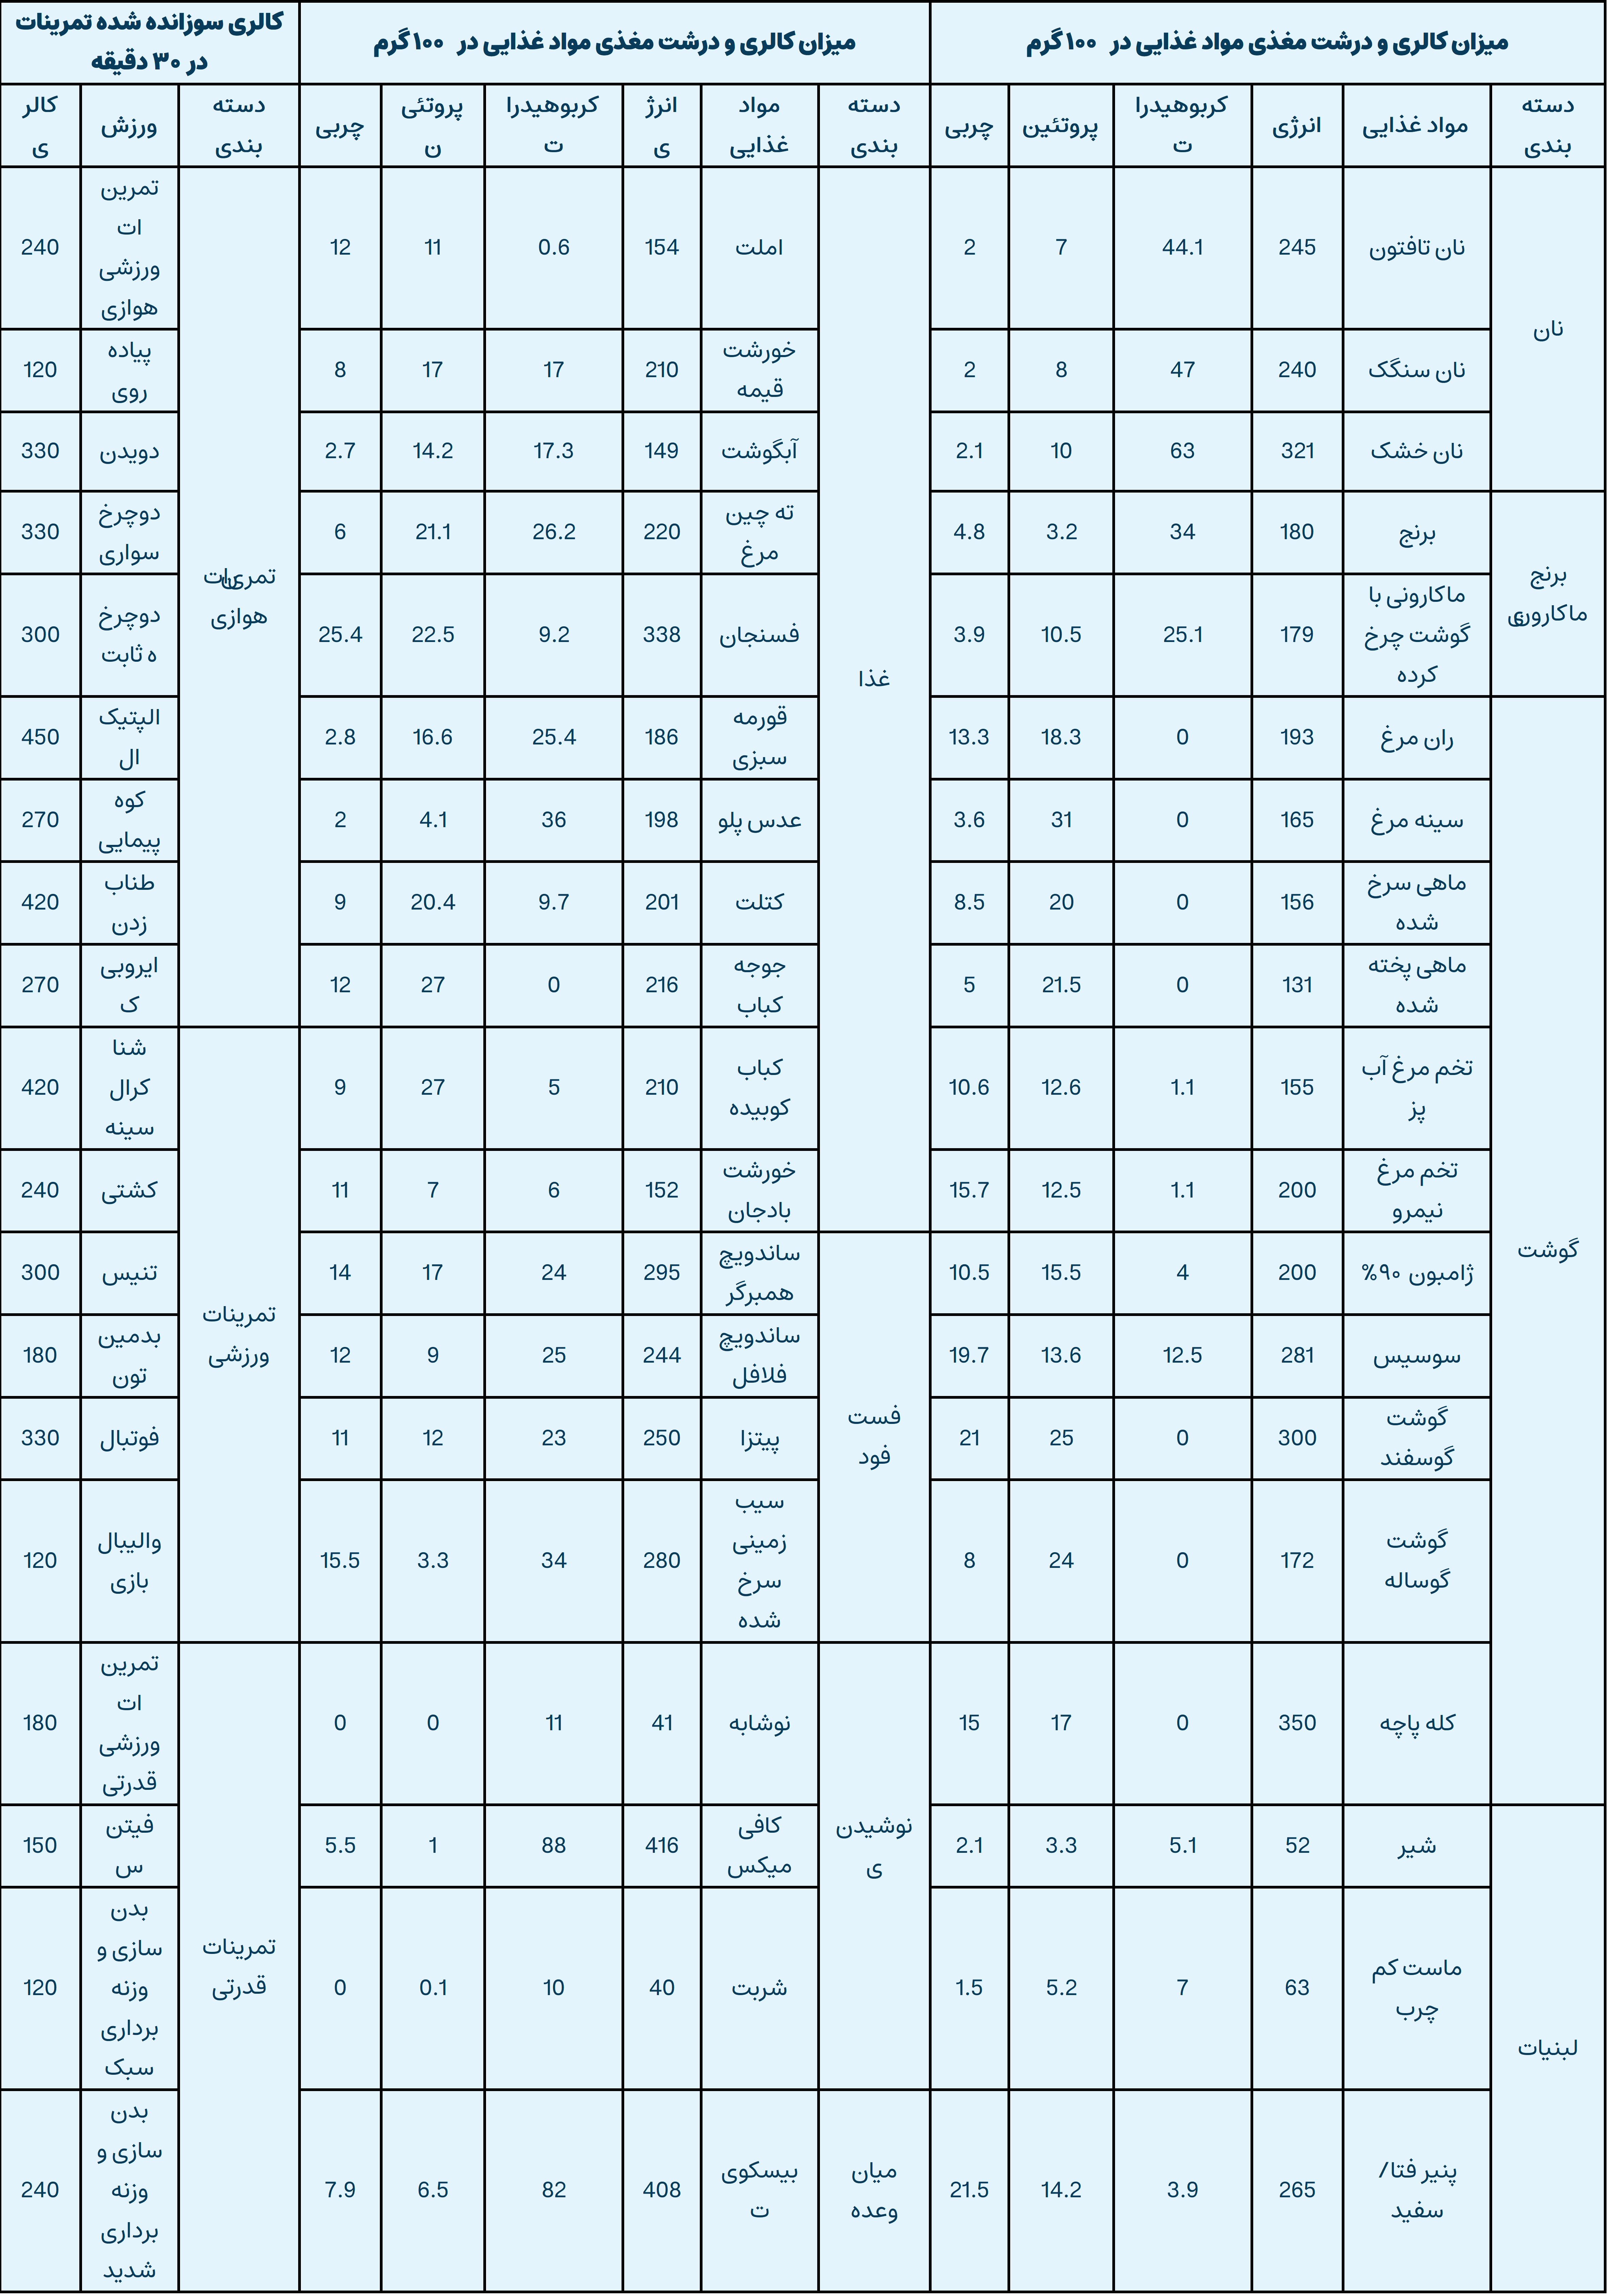 میزان کالری و درشت مغذی مواد غذایی در ۱۰۰ گرم | میزان کالری و درشت مغذی مواد غذایی در ۱۰۰ گرم | کالری سوزانده شده تمرینات در ۳۰ دقیقه
دسته بندی | مواد غذایی | انرژی | کربوهیدرات | پروتئین | چربی | دسته بندی | مواد غذایی | انرژی | کربوهیدرات | پروتئین | چربی | دسته بندی | ورزش | کالری
نان | نان تافتون | 245 | 44.1 | 7 | 2 | غذا | املت | 154 | 0.6 | 11 | 12 | تمرینات هوازی | تمرینات ورزشی هوازی | 240
نان سنگک | 240 | 47 | 8 | 2 | خورشت قیمه | 210 | 17 | 17 | 8 | پیاده روی | 120
نان خشک | 321 | 63 | 10 | 2.1 | آبگوشت | 149 | 17.3 | 14.2 | 2.7 | دویدن | 330
برنج ماکارونی | برنج | 180 | 34 | 3.2 | 4.8 | ته چین مرغ | 220 | 26.2 | 21.1 | 6 | دوچرخ سواری | 330
ماکارونی با گوشت چرخ کرده | 179 | 25.1 | 10.5 | 3.9 | فسنجان | 338 | 9.2 | 22.5 | 25.4 | دوچرخه ثابت | 300
گوشت | ران مرغ | 193 | 0 | 18.3 | 13.3 | قورمه سبزی | 186 | 25.4 | 16.6 | 2.8 | الپتیکال | 450
سینه مرغ | 165 | 0 | 31 | 3.6 | عدس پلو | 198 | 36 | 4.1 | 2 | کوه پیمایی | 270
ماهی سرخ شده | 156 | 0 | 20 | 8.5 | کتلت | 201 | 9.7 | 20.4 | 9 | طناب زدن | 420
ماهی پخته شده | 131 | 0 | 21.5 | 5 | جوجه کباب | 216 | 0 | 27 | 12 | ایروبیک | 270
تخم مرغ آب پز | 155 | 1.1 | 12.6 | 10.6 | کباب کوبیده | 210 | 5 | 27 | 9 | تمرینات ورزشی | شنا کرال سینه | 420
تخم مرغ نیمرو | 200 | 1.1 | 12.5 | 15.7 | خورشت بادجان | 152 | 6 | 7 | 11 | کشتی | 240
ژامبون ۹۰% | 200 | 4 | 15.5 | 10.5 | فست فود | ساندویچ همبرگر | 295 | 24 | 17 | 14 | تنیس | 300
سوسیس | 281 | 12.5 | 13.6 | 19.7 | ساندویچ فلافل | 244 | 25 | 9 | 12 | بدمینتون | 180
گوشت گوسفند | 300 | 0 | 25 | 21 | پیتزا | 250 | 23 | 12 | 11 | فوتبال | 330
گوشت گوساله | 172 | 0 | 24 | 8 | سیب زمینی سرخ شده | 280 | 34 | 3.3 | 15.5 | والیبال بازی | 120
کله پاچه | 350 | 0 | 17 | 15 | نوشیدنی | نوشابه | 41 | 11 | 0 | 0 | تمرینات قدرتی | تمرینات ورزشی قدرتی | 180
لبنیات | شیر | 52 | 5.1 | 3.3 | 2.1 | کافی میکس | 416 | 88 | 1 | 5.5 | فیتنس | 150
ماست کم چرب | 63 | 7 | 5.2 | 1.5 | شربت | 40 | 10 | 0.1 | 0 | بدن سازی و وزنه برداری سبک | 120
پنیر فتا/ سفید | 265 | 3.9 | 14.2 | 21.5 | میان وعده | بیسکویت | 408 | 82 | 6.5 | 7.9 | بدن سازی و وزنه برداری شدید | 240